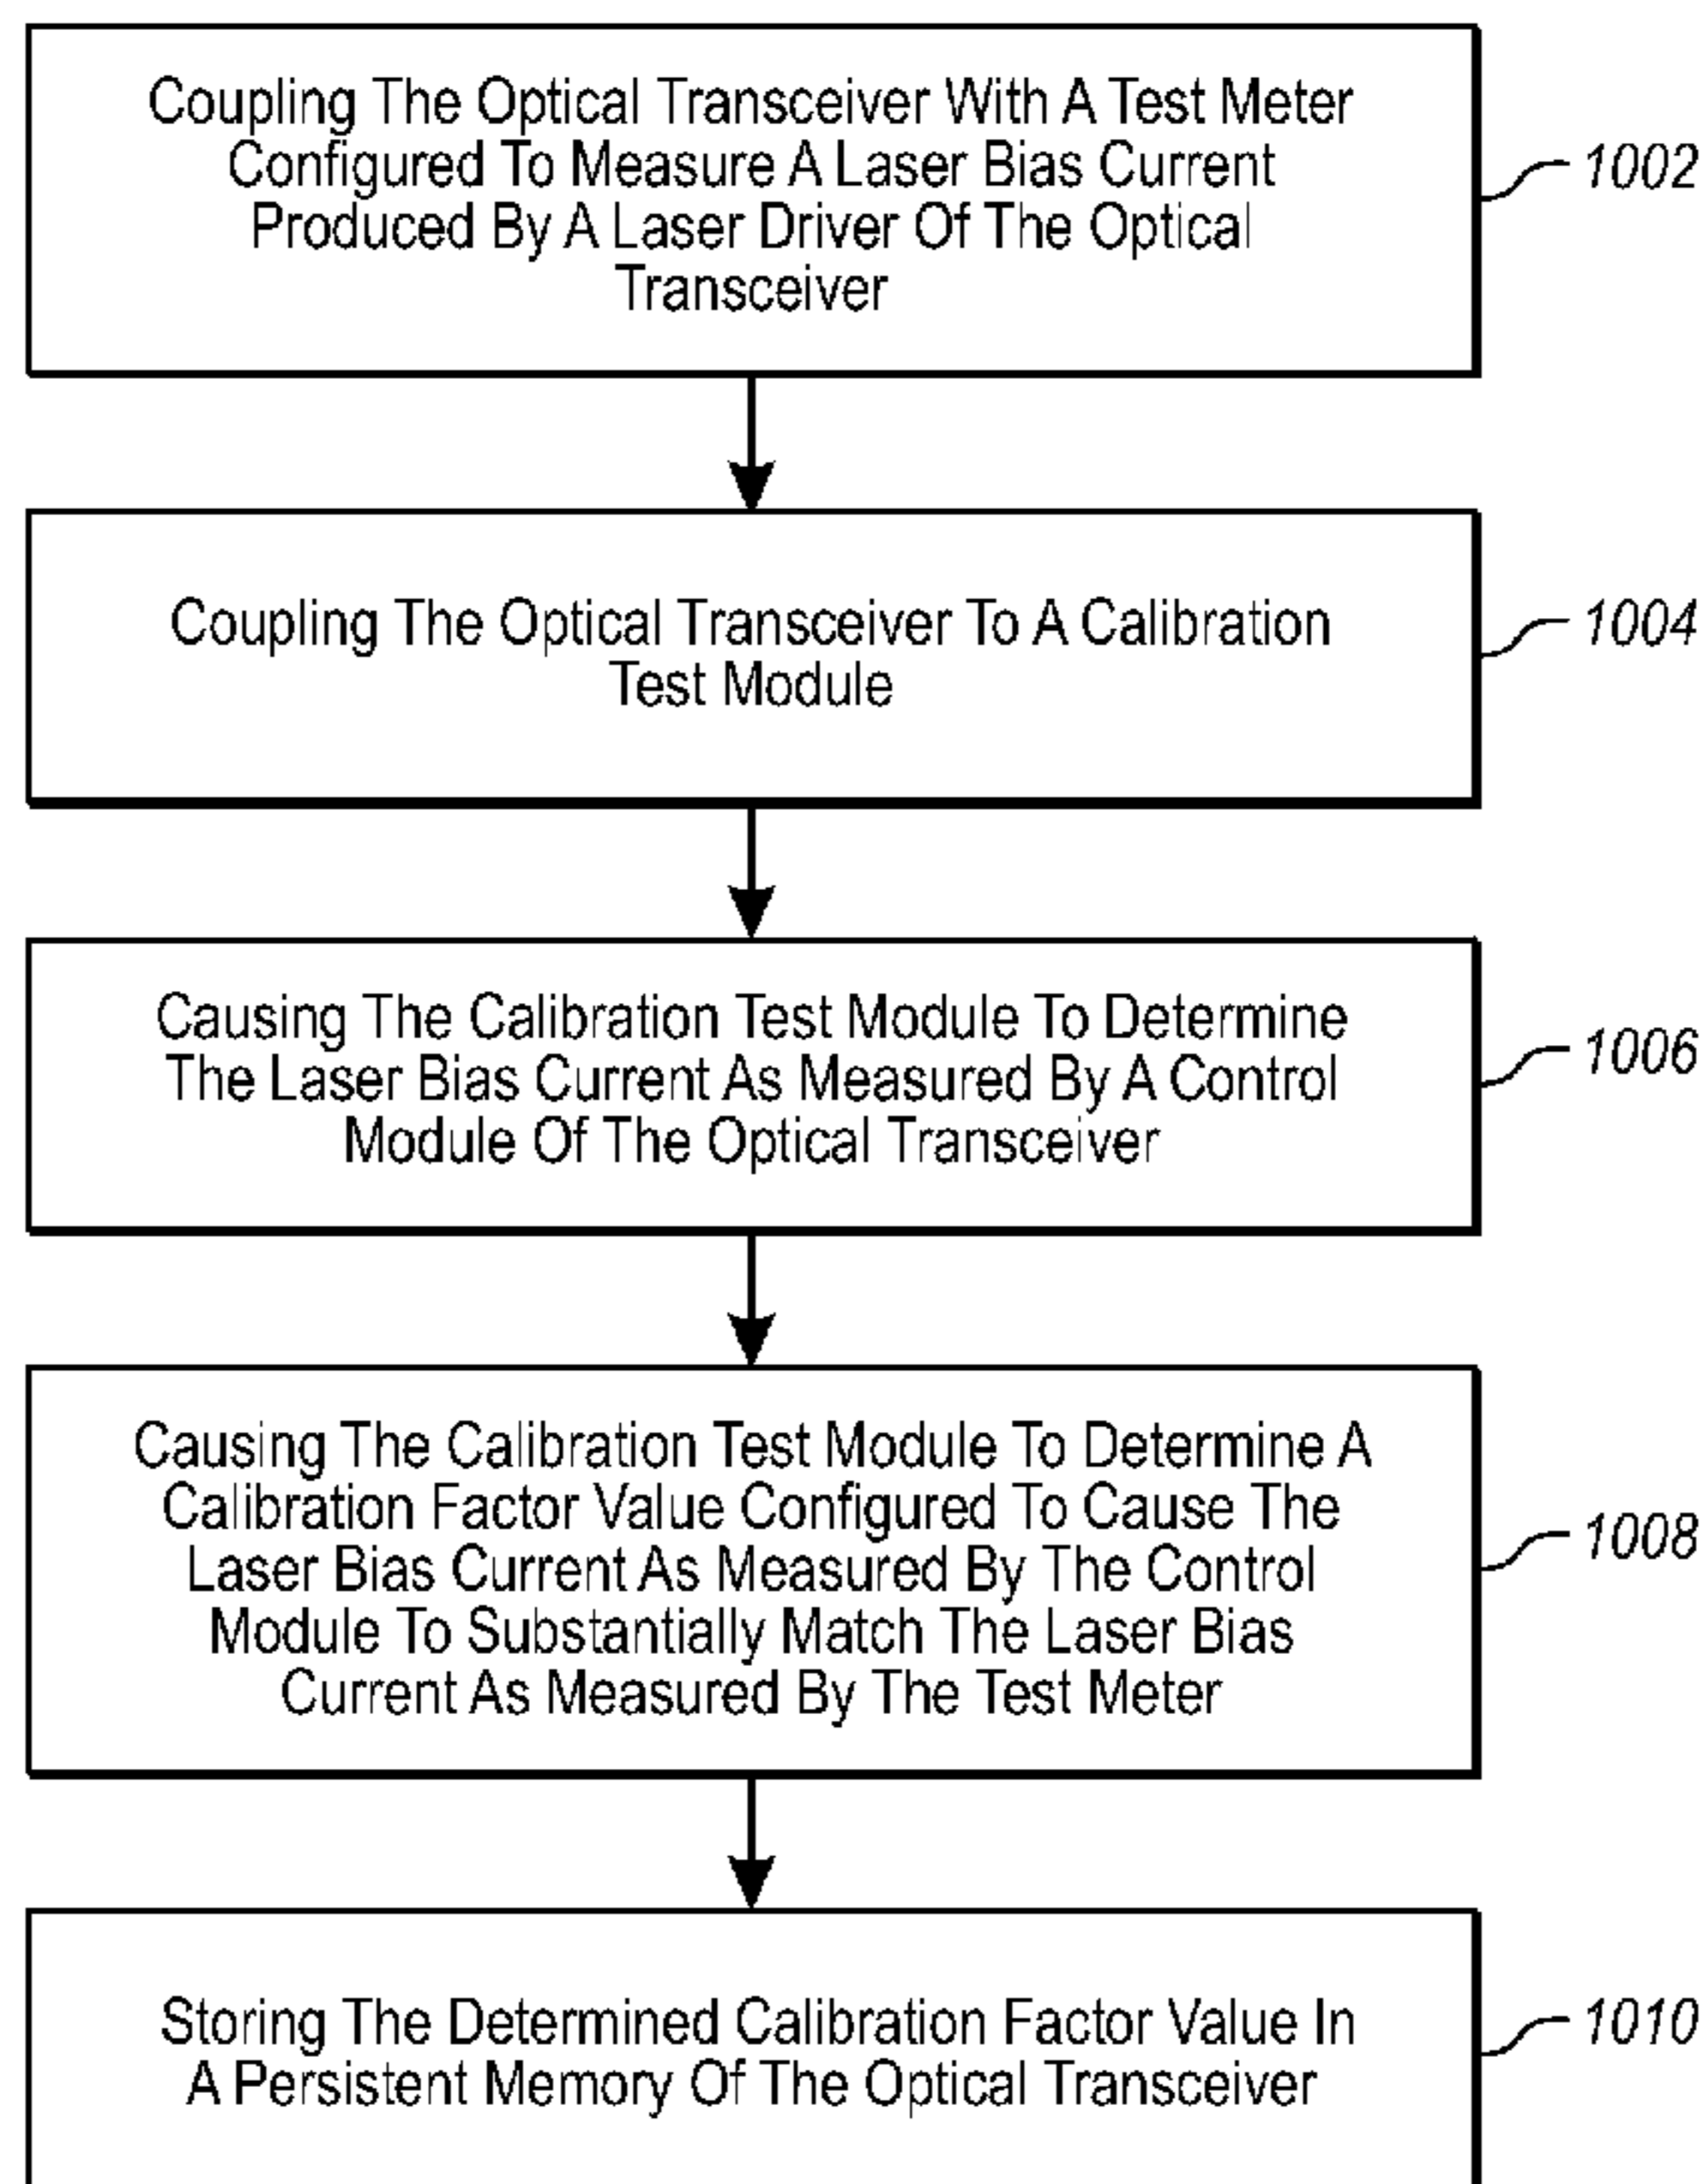 Coupling The Optical Transceiver With A Test Meter
Configured To Measure A Laser Bias Current
Produced By A Laser Driver Of The Optical
Transceiver
1002
Coupling The Optical Transceiver To A Calibration
Test Module
1004
Causing The Calibration Test Module To Determine
The Laser Bias Current As Measured By A Control
Module Of The Optical Transceiver
1006
Causing The Calibration Test Module To Determine A
Calibration Factor Value Configured To Cause The
Laser Bias Current As Measured By The Control
Module To Substantially Match The Laser Bias
Current As Measured By The Test Meter
1008
Storing The Determined Calibration Factor Value In
A Persistent Memory Of The Optical Transceiver
1010